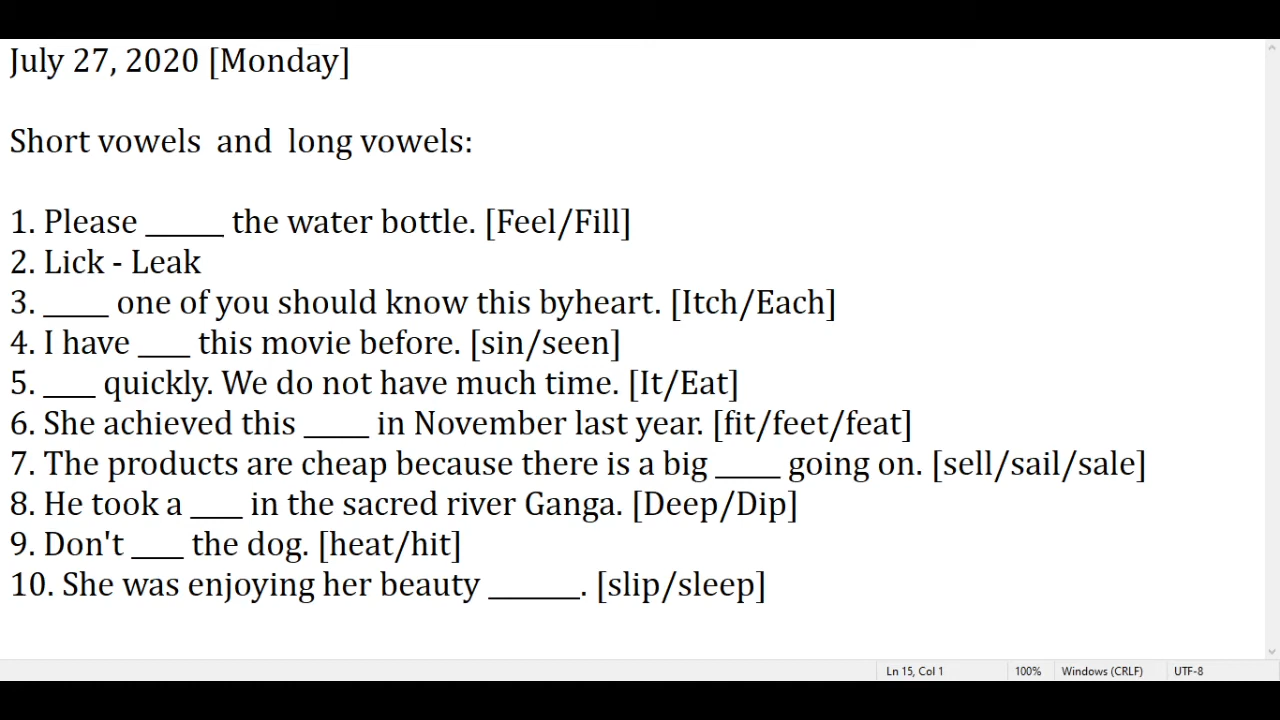 July 27, 2020 [Monday]
Short vowels  and  long vowels:
1. Please ______ the water bottle. [Feel/Fill]
2. Lick - Leak
3. _____ one of you should know this byheart. [Itch/Each]
4. I have ____ this movie before. [sin/seen]
5. ____ quickly. We do not have much time. [It/Eat]
6. She achieved this _____ in November last year. [fit/feet/feat]
7. The products are cheap because there is a big _____ going on. [sell/sail/sale]
8. He took a ____ in the sacred river Ganga. [Deep/Dip]
9. Don't ____ the dog. [heat/hit]
10. She was enjoying her beauty _______. [slip/sleep]
Ln 15, Col 1 100% Windows (CRLF) UTF-8